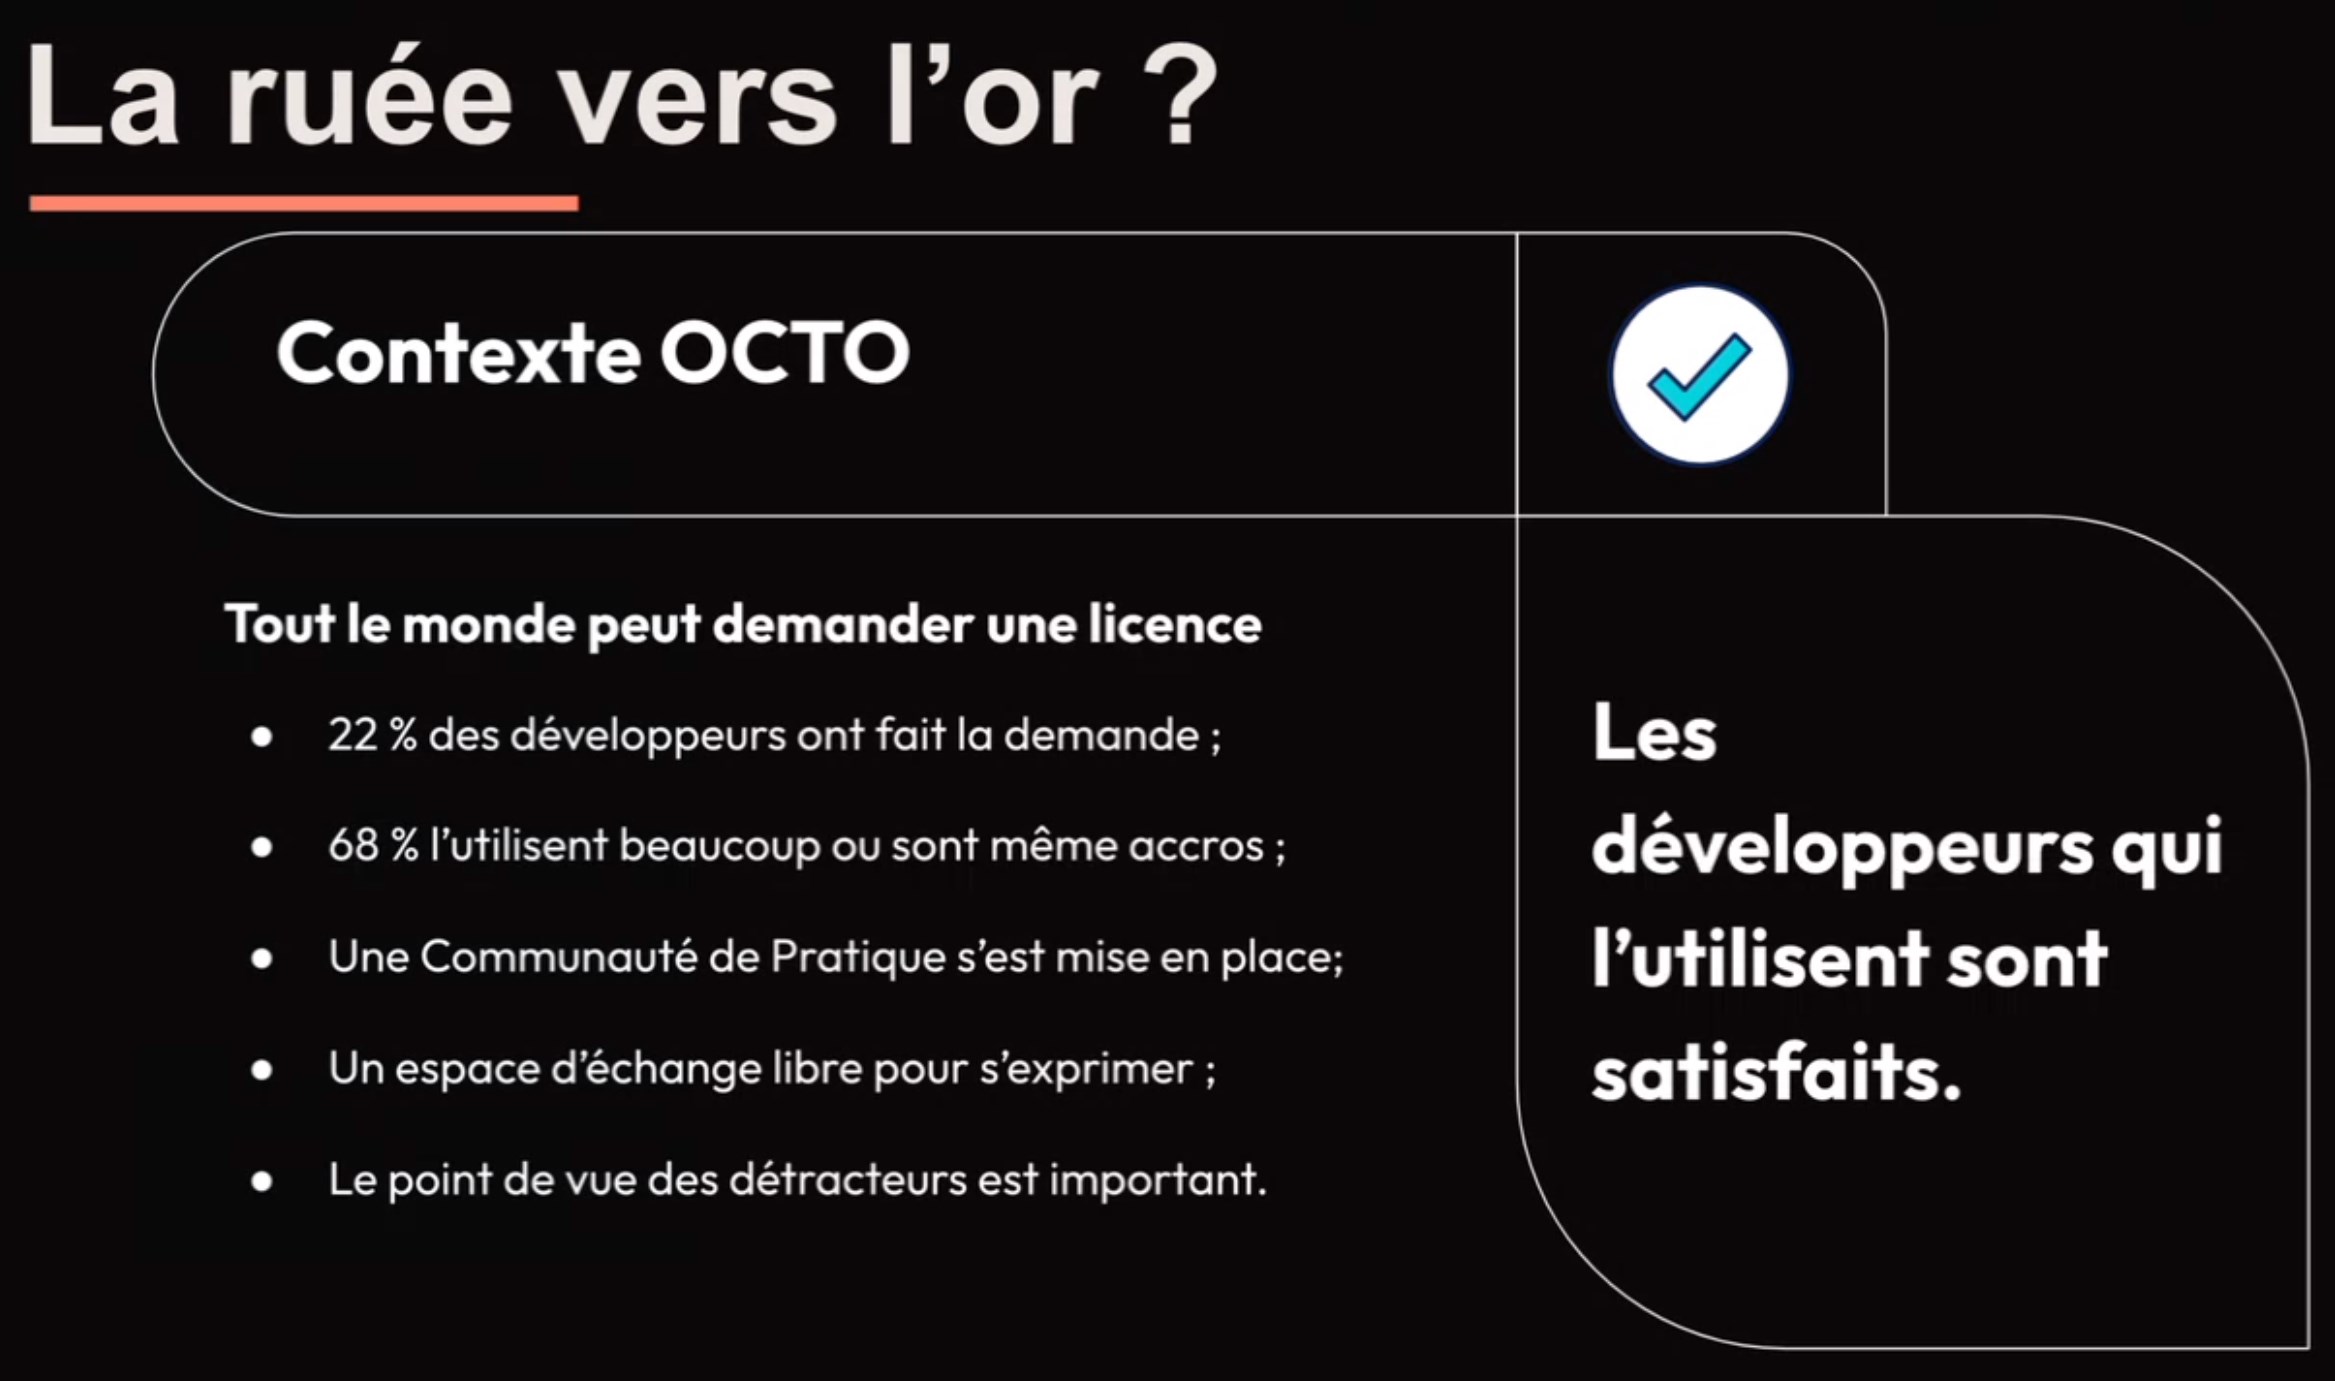 La ruée vers l’or ?
Contexte OCTO
Tout le monde peut demander une licence
● 22 % des développeurs ont fait la demande ;
● 68 % l’utilisent beaucoup ou sont même accros ;
● Une Communauté de Pratique s’est mise en place;
● Un espace d’échange libre pour s’exprimer ;
● Le point de vue des détracteurs est important.
Les
développeurs qui
l’utilisent sont
satisfaits.